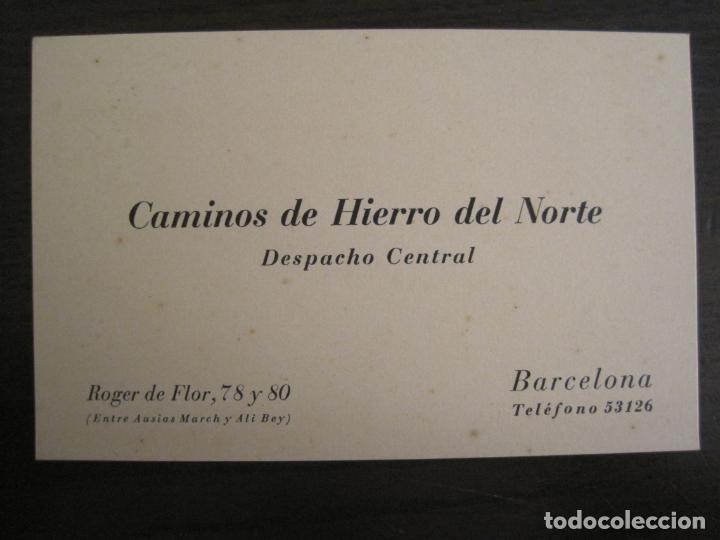 Caminos de Hierro del Norte
Despacho Central
Roger de Flor, 78 y 80
(Entre Ausias March y Ali Bey)
Barcelona
Teléfono 53126
todocoleccion